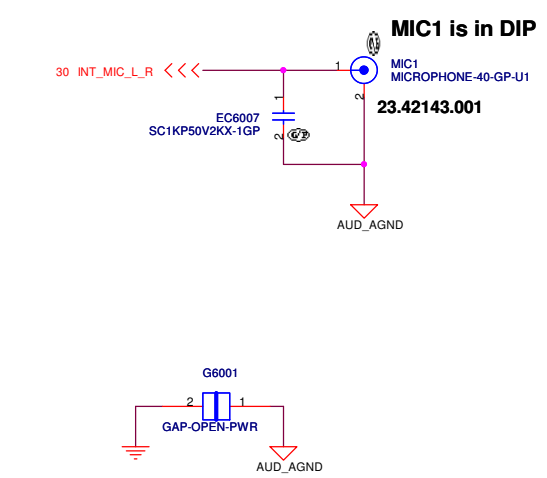 MIC1 is in DIP
30 INT_MIC_L_R
1
MIC1
MICROPHONE-40-GP-U1
2
23.42143.001
1
EC6007
SC1KP50V2KX-1GP
2
AUD_AGND
G6001
2
1
GAP-OPEN-PWR
AUD_AGND